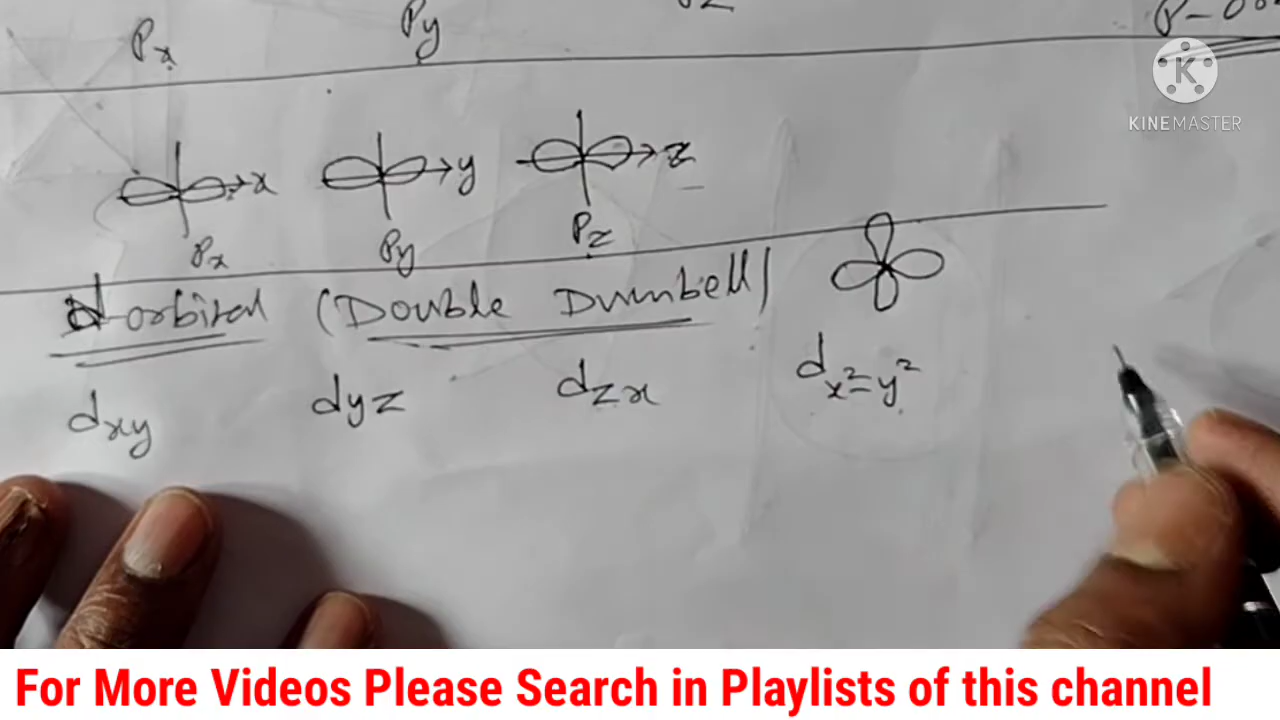 Px Py
K
KINEMASTER
x y z
Px Py Pz
d orbital (Double Dumbell)
dxy dyz dzx dx²=y²
For More Videos Please Search in Playlists of this channel